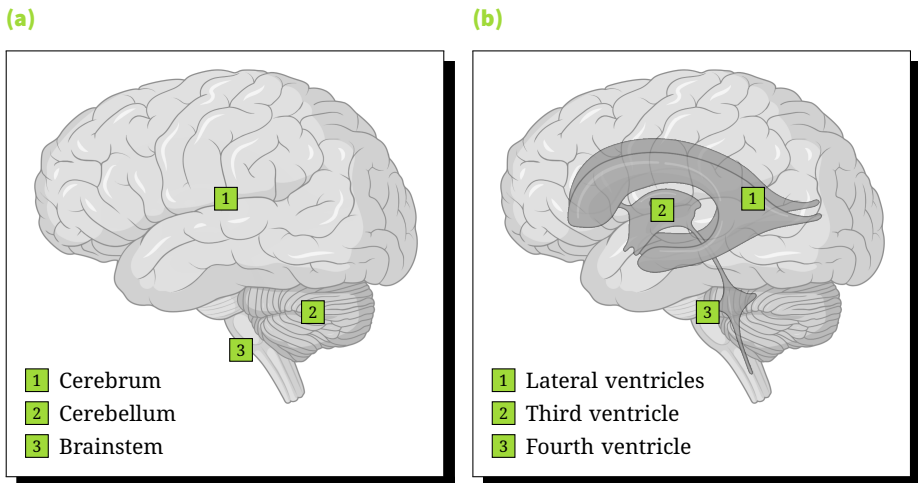 (a)
1
2
3
1 Cerebrum
2 Cerebellum
3 Brainstem
(b)
1
2
3
1 Lateral ventricles
2 Third ventricle
3 Fourth ventricle